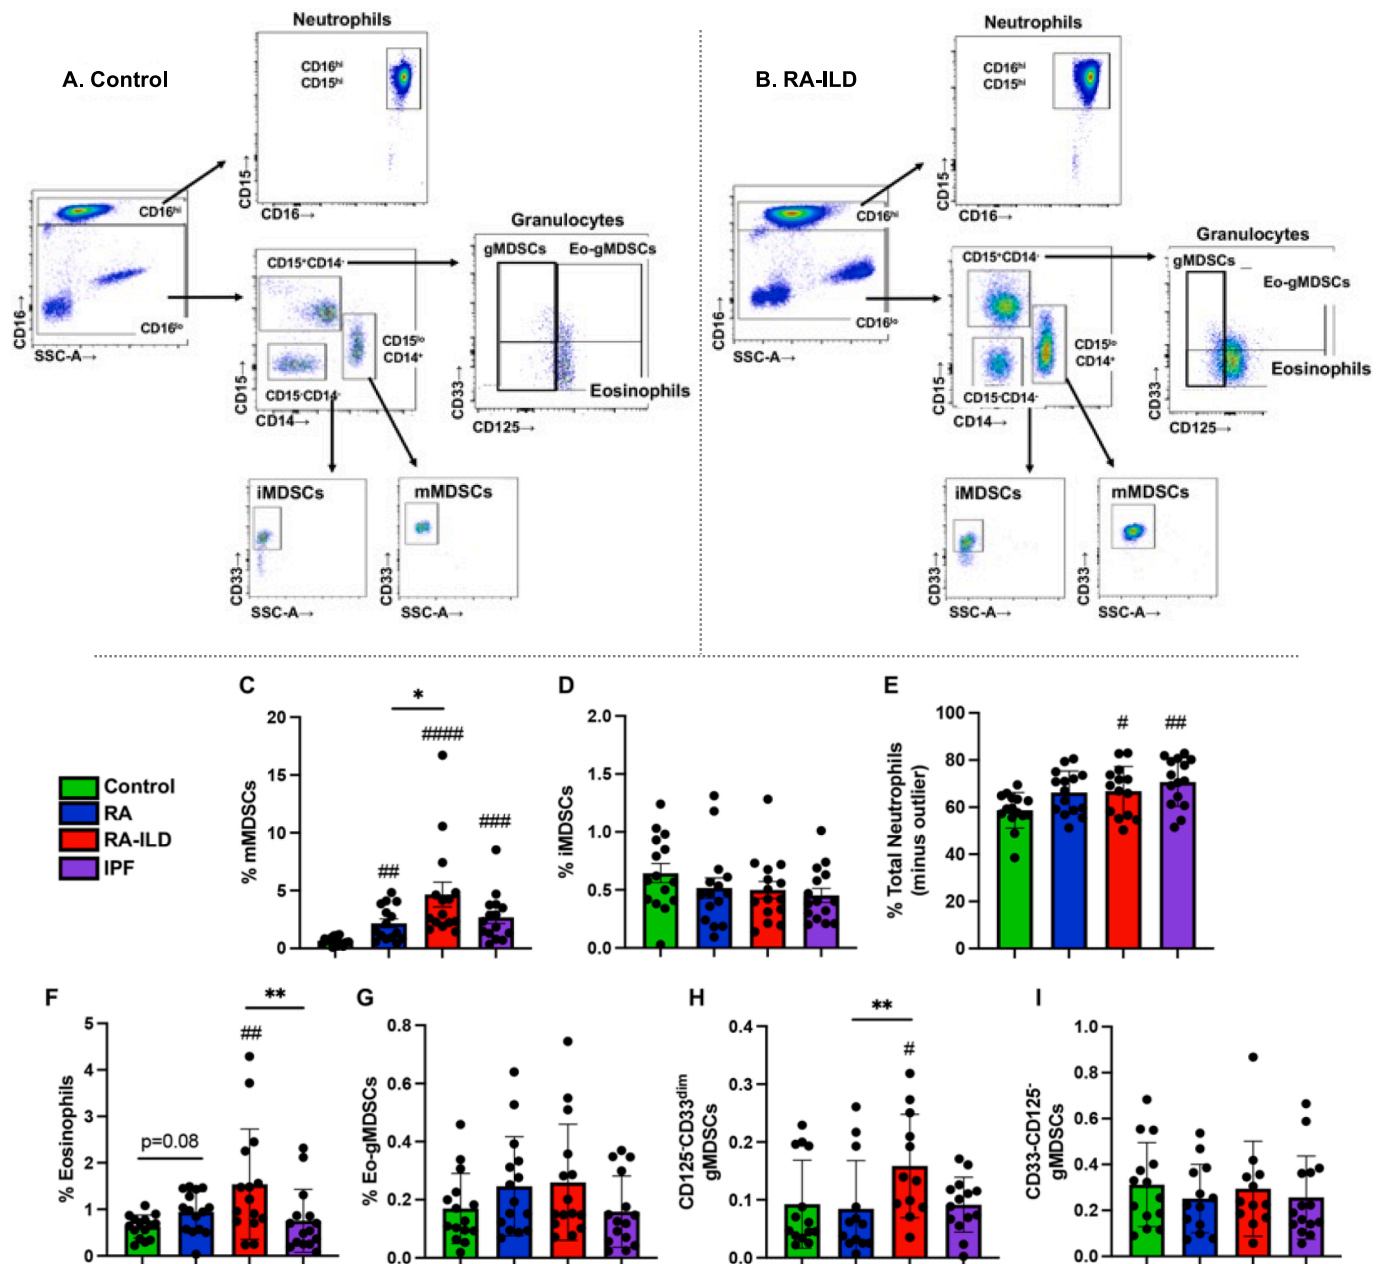 A. Control
Neutrophils
CD16hi
CD15hi
CD15→
CD16→
CD16hi
CD16lo
CD16→
SSC-A→
CD15+CD14-
CD15lo
CD14+
CD15-CD14-
CD15→
CD14→
Granulocytes
gMDSCs Eo-gMDSCs
Eosinophils
CD33→
CD125→
iMDSCs
CD33→
SSC-A→
mMDSCs
CD33→
SSC-A→
B. RA-ILD
Neutrophils
CD16hi
CD15hi
CD15→
CD16→
CD16hi
CD16lo
CD16→
SSC-A→
CD15+CD14-
CD15lo
CD14+
CD15-CD14-
CD15→
CD14→
Granulocytes
gMDSCs
Eo-gMDSCs
Eosinophils
CD33→
CD125→
iMDSCs
CD33→
SSC-A→
mMDSCs
CD33→
SSC-A→
Control
RA
RA-ILD
IPF
C
% mMDSCs
20
15
10
5
0
*
##
####
###
D
% iMDSCs
2.0
1.5
1.0
0.5
0.0
E
% Total Neutrophils
(minus outlier)
100
80
60
40
20
0
#
##
F
% Eosinophils
5
4
3
2
1
0
p=0.08
##
**
G
% Eo-gMDSCs
0.8
0.6
0.4
0.2
0.0
H
CD125-CD33dim
gMDSCs
0.4
0.3
0.2
0.1
0.0
**
#
I
CD33-CD125-
gMDSCs
1.0
0.8
0.6
0.4
0.2
0.0